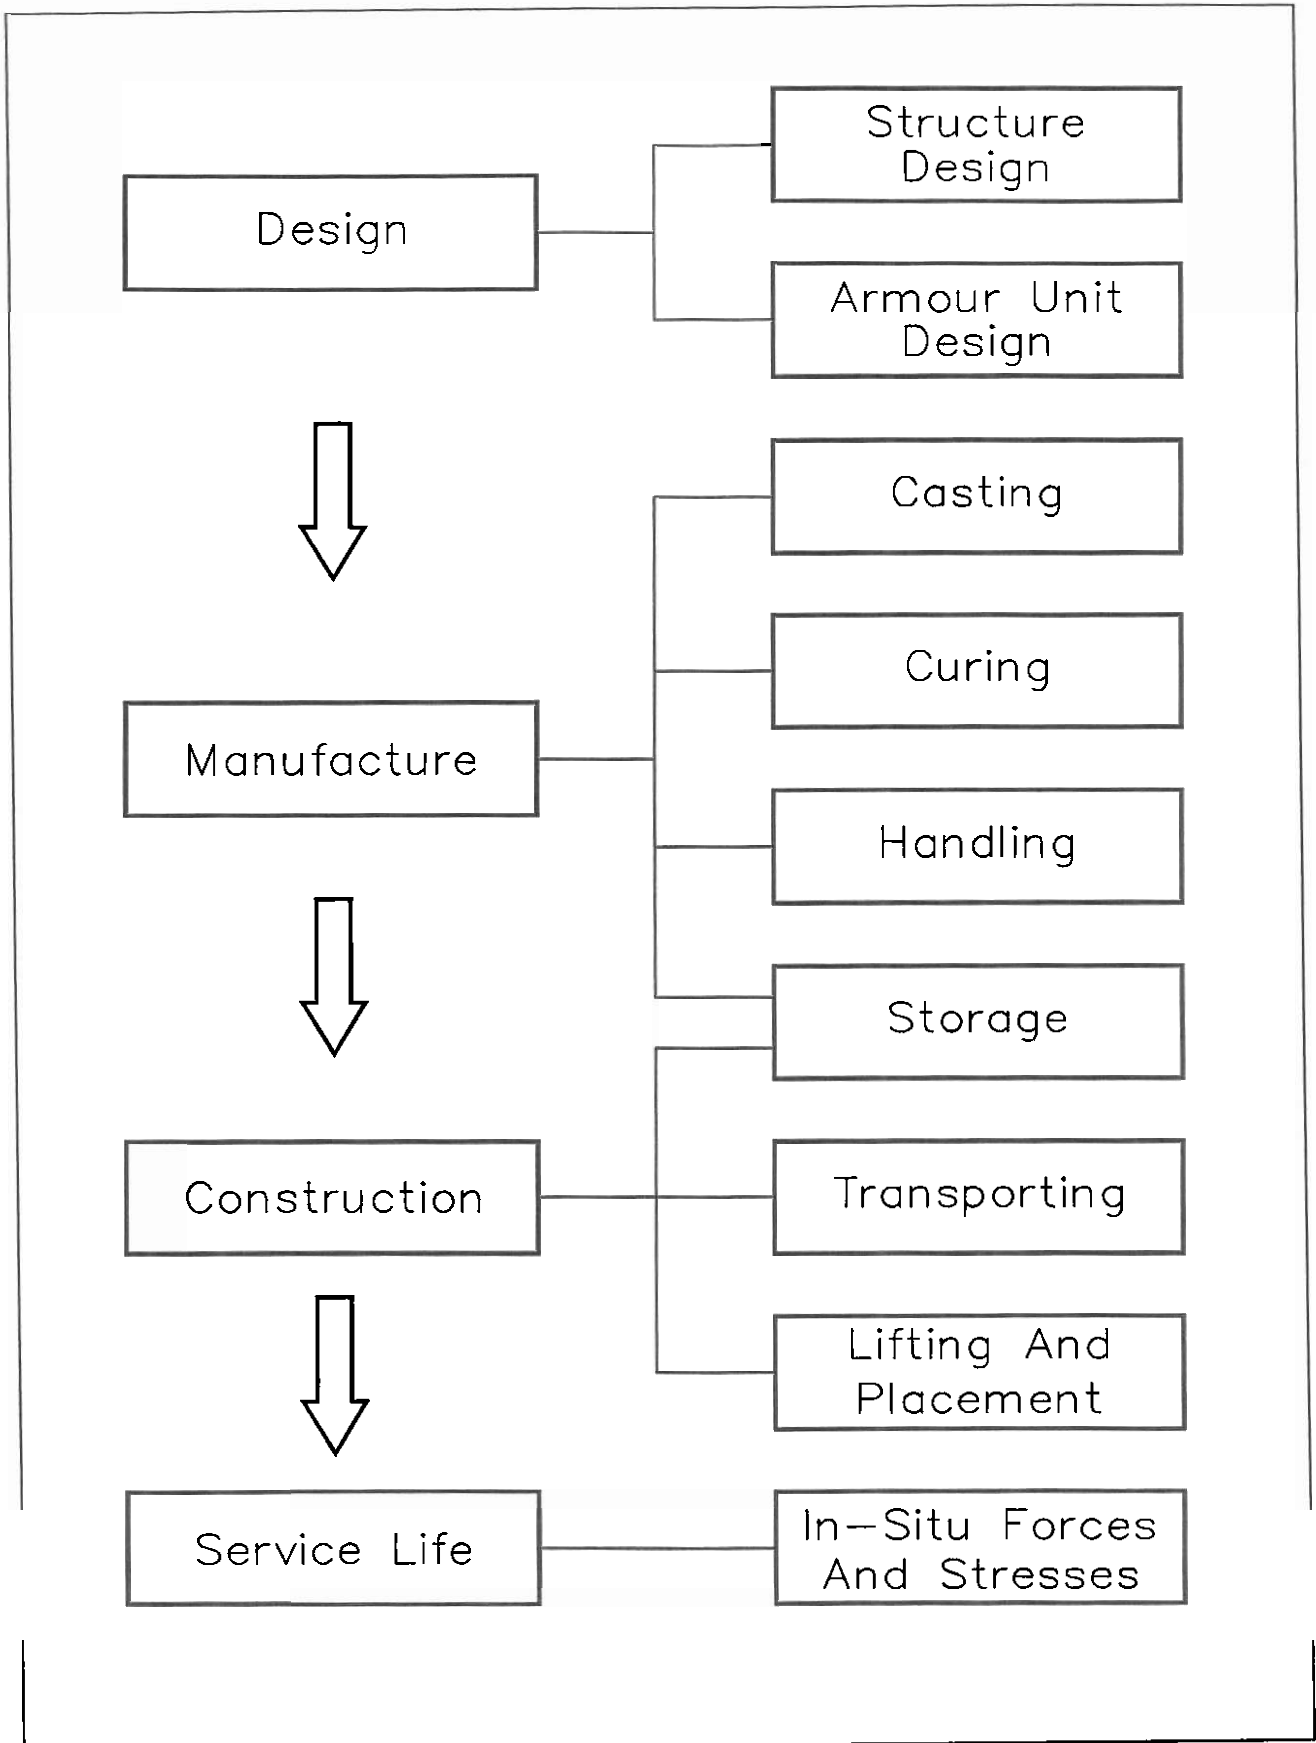 Structure
Design
Design
Armour Unit
Design
Casting
Curing
Manufacture
Handling
Storage
Construction
Transporting
Lifting And
Placement
Service Life
In-Situ Forces
And Stresses